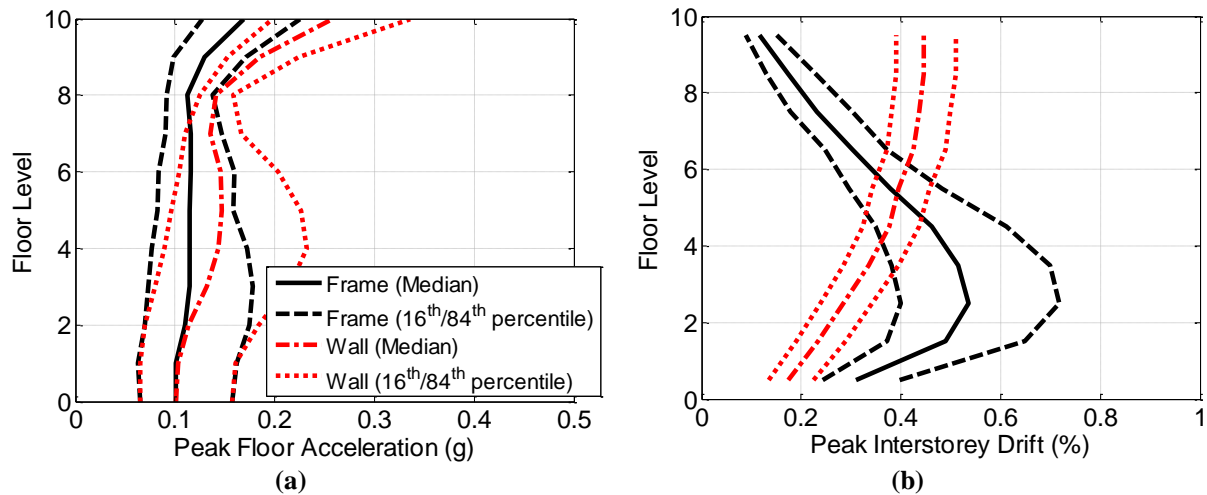 10
8
6
4
2
0
Floor Level
0
0.1
0.2
0.3
0.4
0.5
Peak Floor Acceleration (g)
Frame (Median)
Frame (16th/84th percentile)
Wall (Median)
Wall (16th/84th percentile)
(a)
10
8
6
4
2
0
Floor Level
0
0.2
0.4
0.6
0.8
1
Peak Interstorey Drift (%)
(b)